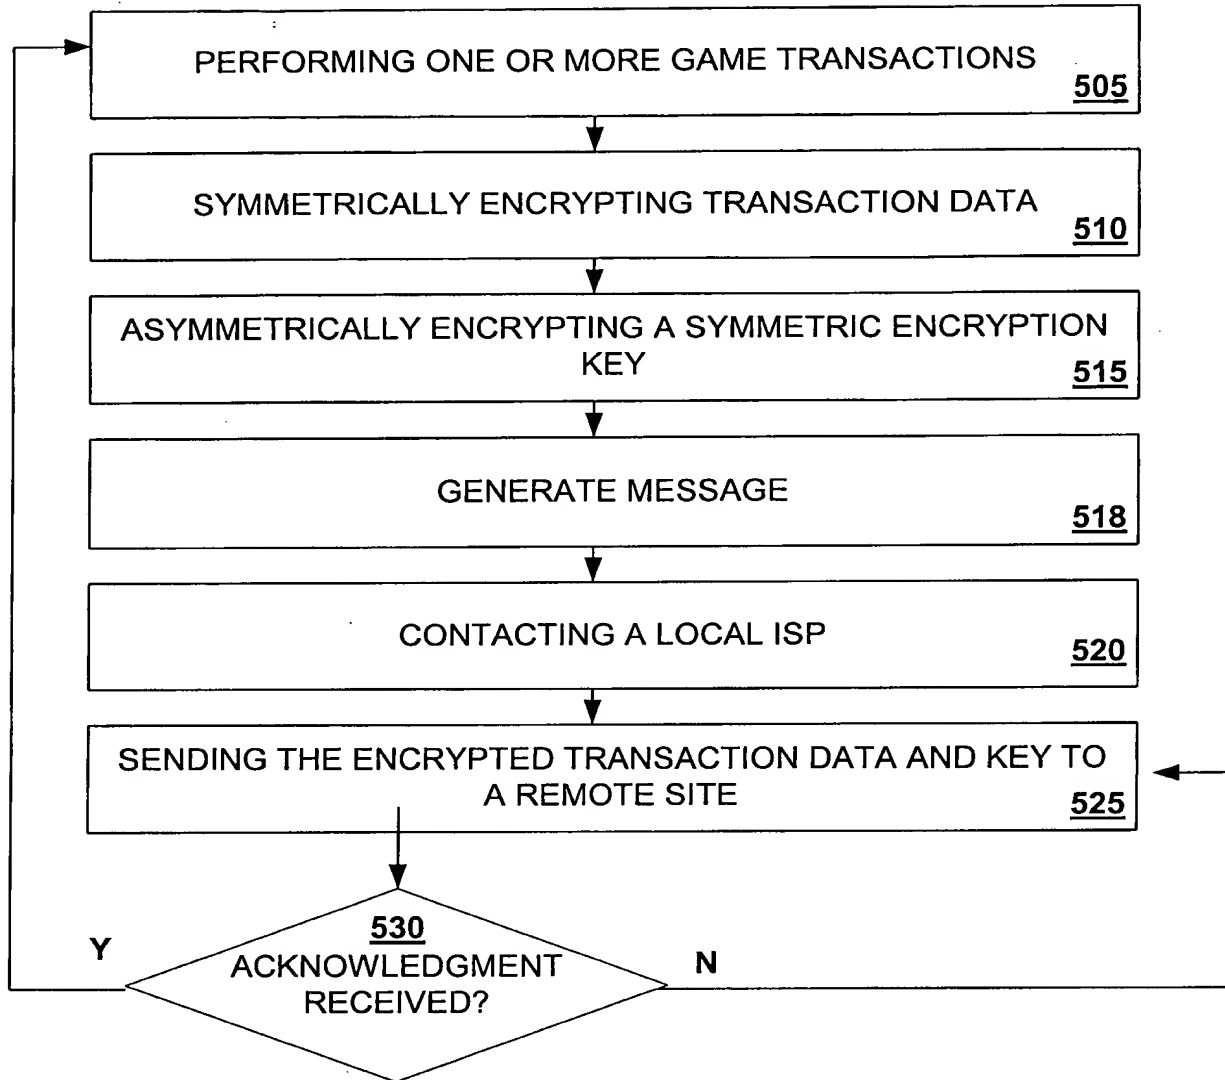 PERFORMING ONE OR MORE GAME TRANSACTIONS
505
SYMMETRICALLY ENCRYPTING TRANSACTION DATA
510
ASYMMETRICALLY ENCRYPTING A SYMMETRIC ENCRYPTION
KEY
515
GENERATE MESSAGE
518
CONTACTING A LOCAL ISP
520
SENDING THE ENCRYPTED TRANSACTION DATA AND KEY TO
A REMOTE SITE
525
530
Y
N
ACKNOWLEDGMENT
RECEIVED?